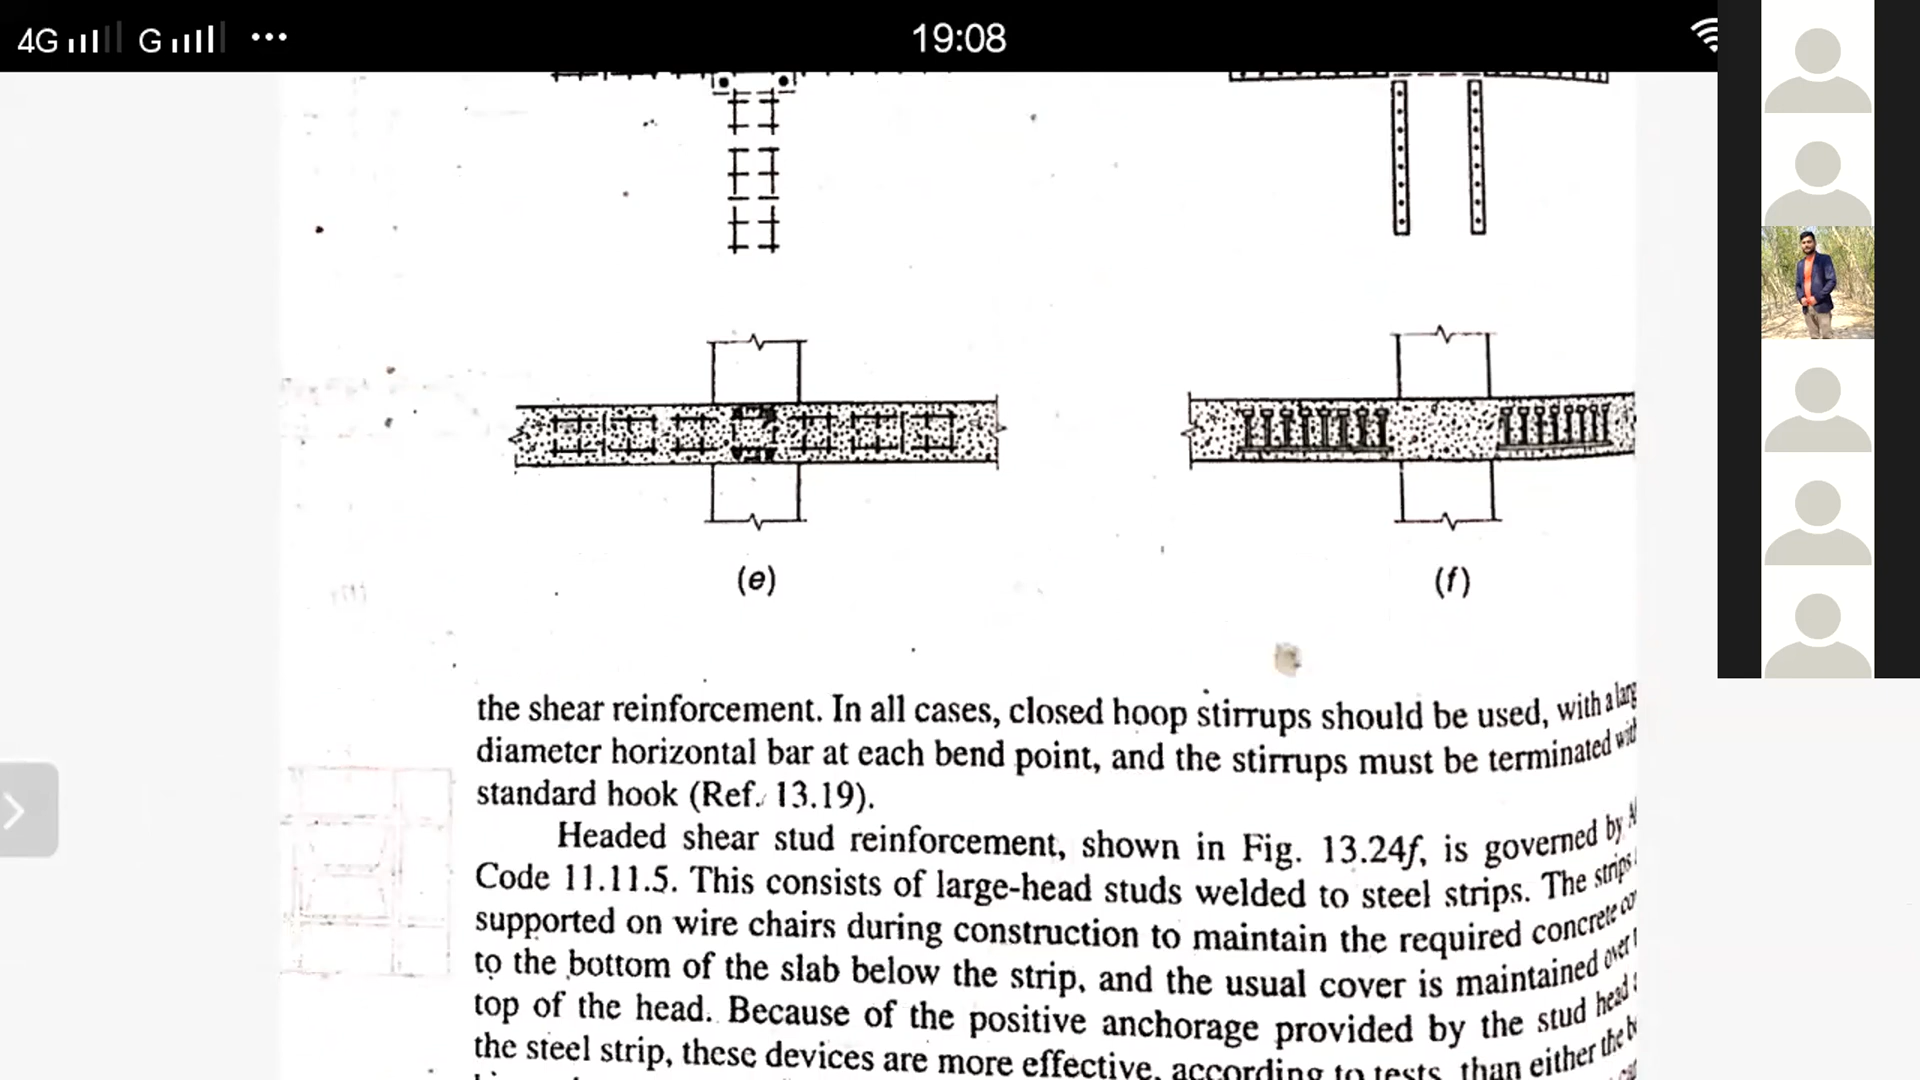 4G G ••• 19:08
(e) (f)
the shear reinforcement. In all cases, closed hoop stirrups should be used, with a
diameter horizontal bar at each bend point, and the stirrups must be terminated
standard hook (Ref. 13.19).
Headed shear stud reinforcement, shown in Fig. 13.24f, is governed by
Code 11.11.5. This consists of large-head studs welded to steel strips. The strips
supported on wire chairs during construction to maintain the required concrete
to the bottom of the slab below the strip, and the usual cover is maintained over
top of the head. Because of the positive anchorage provided by the stud head
the steel strip, these devices are more effective, according to tests, than either the